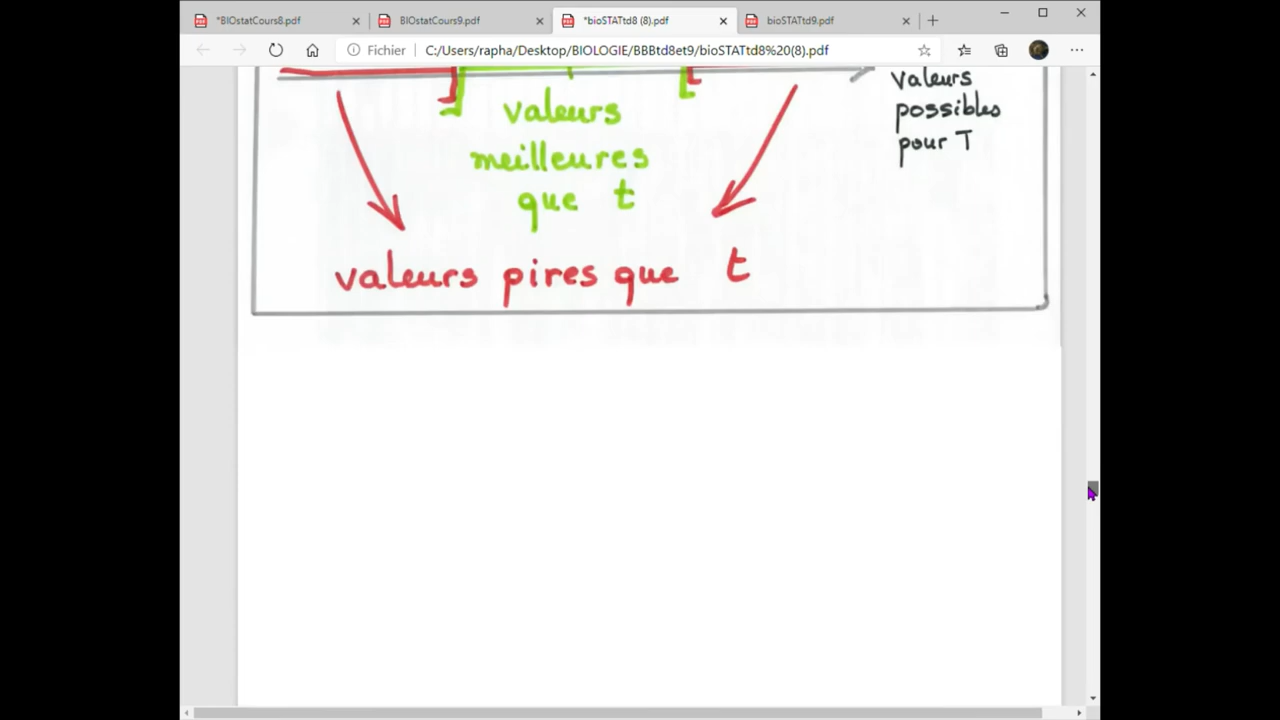 *BIOstatCours8.pdf
BIOstatCours9.pdf
*bioSTATtd8 (8).pdf
bioSTATtd9.pdf
Fichier
C:/Users/rapha/Desktop/BIOLOGIE/BBBtd8et9/bioSTATtd8%20(8).pdf
valeurs
possibles
pour T
valeurs
meilleures
que t
valeurs pires que t